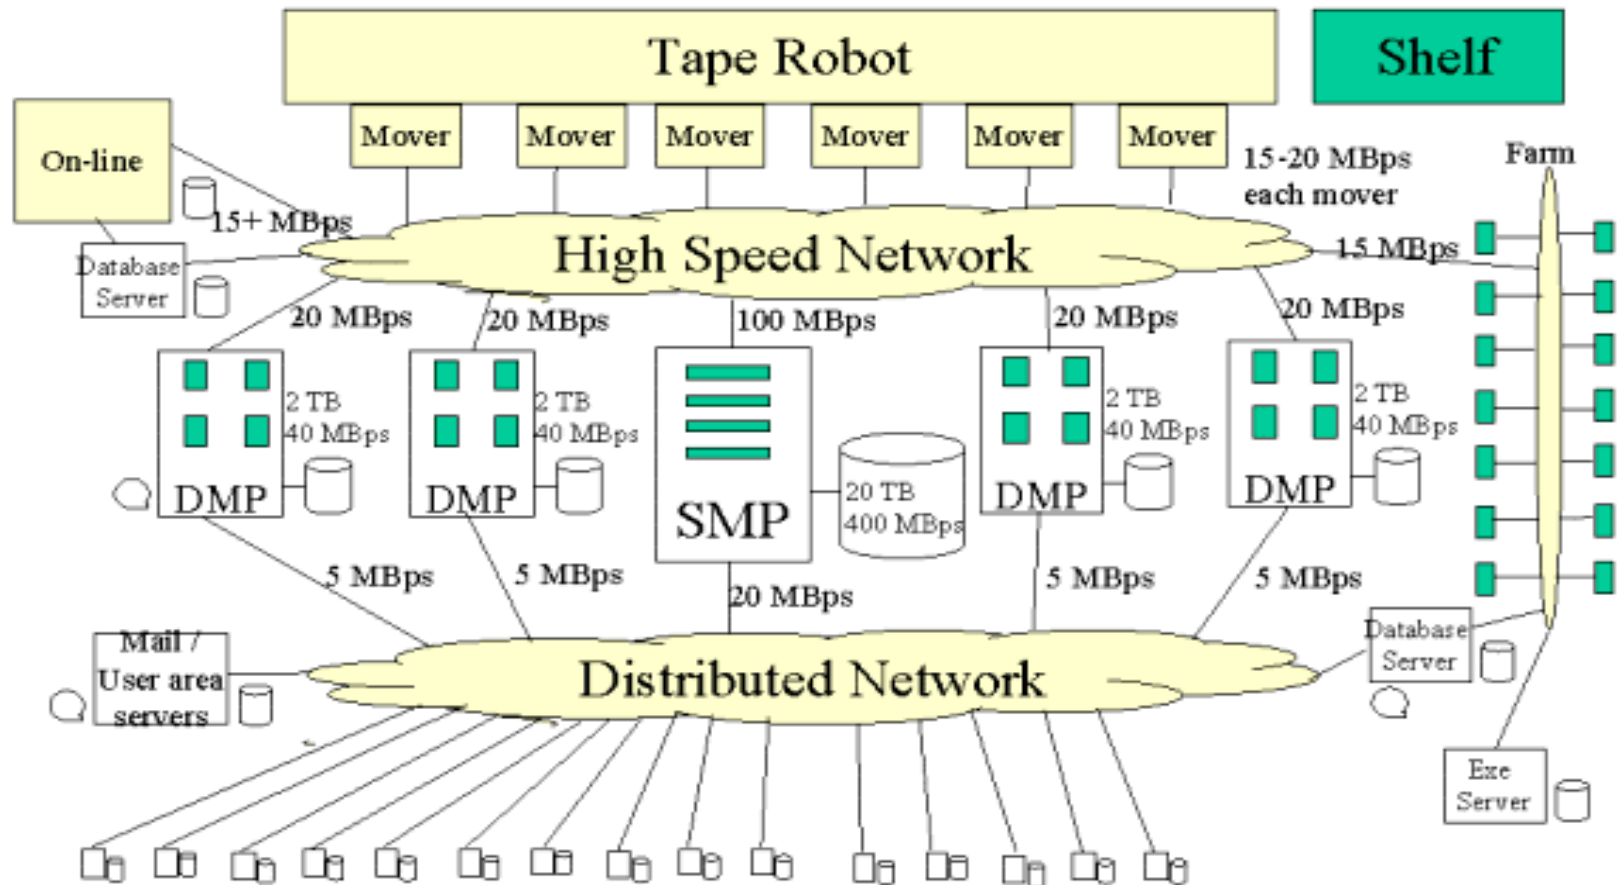 Tape Robot
Shelf
Mover
Mover
Mover
Mover
Mover
Mover
On-line
15-20 MBps
each mover
Farm
15+ MBps
High Speed Network
15 MBps
Database
Server
20 MBps
20 MBps
100 MBps
20 MBps
20 MBps
2 TB
40 MBps
DMP
2 TB
40 MBps
DMP
SMP
20 TB
400 MBps
2 TB
40 MBps
DMP
2 TB
40 MBps
DMP
5 MBps
5 MBps
20 MBps
5 MBps
5 MBps
Mail /
User area
servers
Distributed Network
Database
Server
Exe
Server